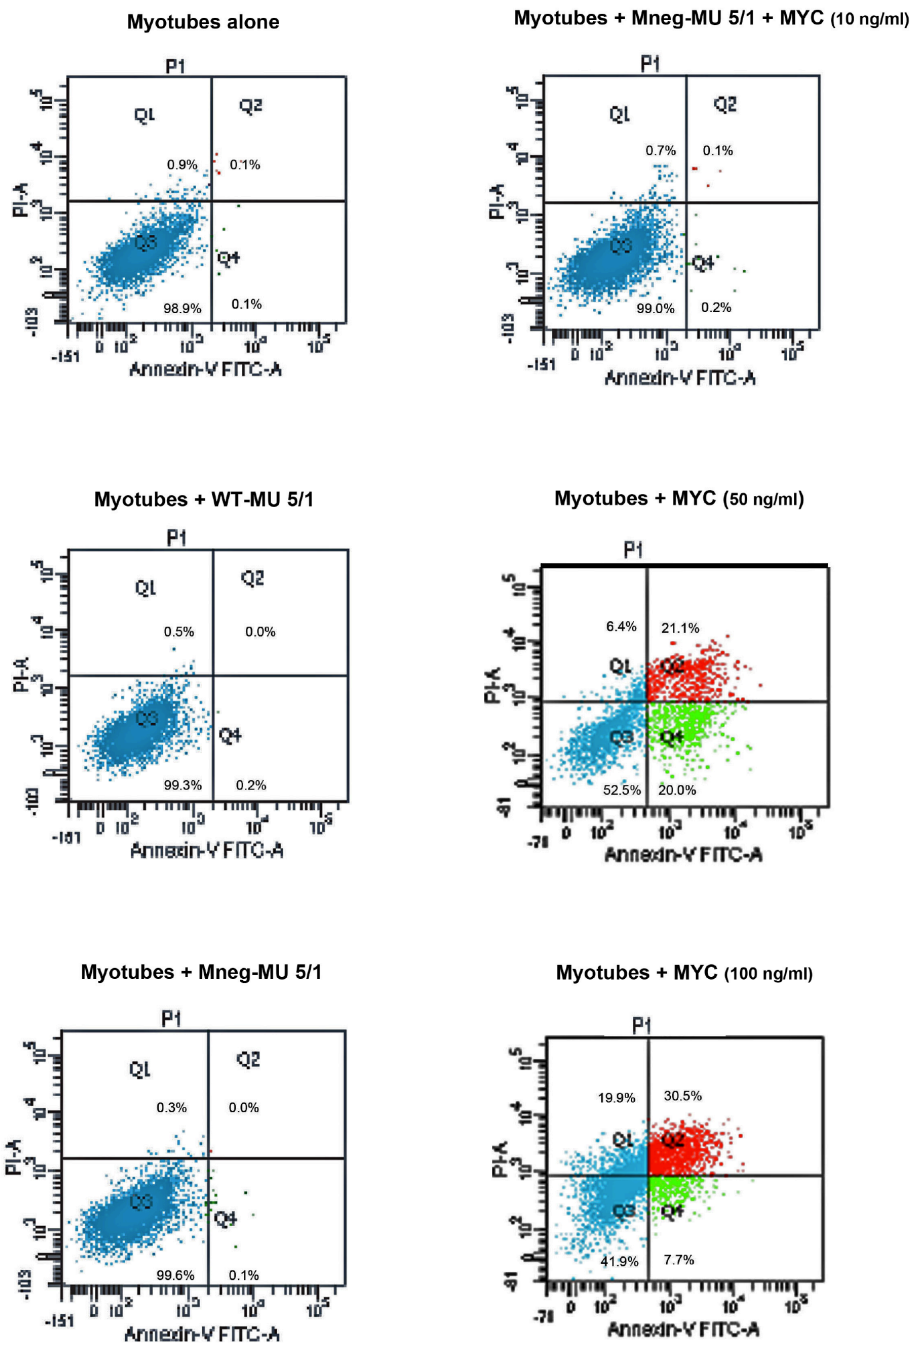 Myotubes alone
P1
Q1
Q2
0.9%
0.1%
Q3
Q4
98.9%
0.1%
PI-A
Annexin-V FITC-A
Myotubes + Mneg-MU 5/1 + MYC (10 ng/ml)
P1
Q1
Q2
0.7%
0.1%
Q3
Q4
99.0%
0.2%
PI-A
Annexin-V FITC-A
Myotubes + WT-MU 5/1
P1
Q1
Q2
0.5%
0.0%
Q3
Q4
99.3%
0.2%
PI-A
Annexin-V FITC-A
Myotubes + MYC (50 ng/ml)
P1
6.4%
21.1%
Q1
Q2
Q3
Q4
52.5%
20.0%
PI-A
Annexin-V FITC-A
Myotubes + Mneg-MU 5/1
P1
Q1
Q2
0.3%
0.0%
Q3
Q4
99.6%
0.1%
PI-A
Annexin-V FITC-A
Myotubes + MYC (100 ng/ml)
P1
19.9%
30.5%
Q1
Q2
Q3
Q4
41.9%
7.7%
PI-A
Annexin-V FITC-A